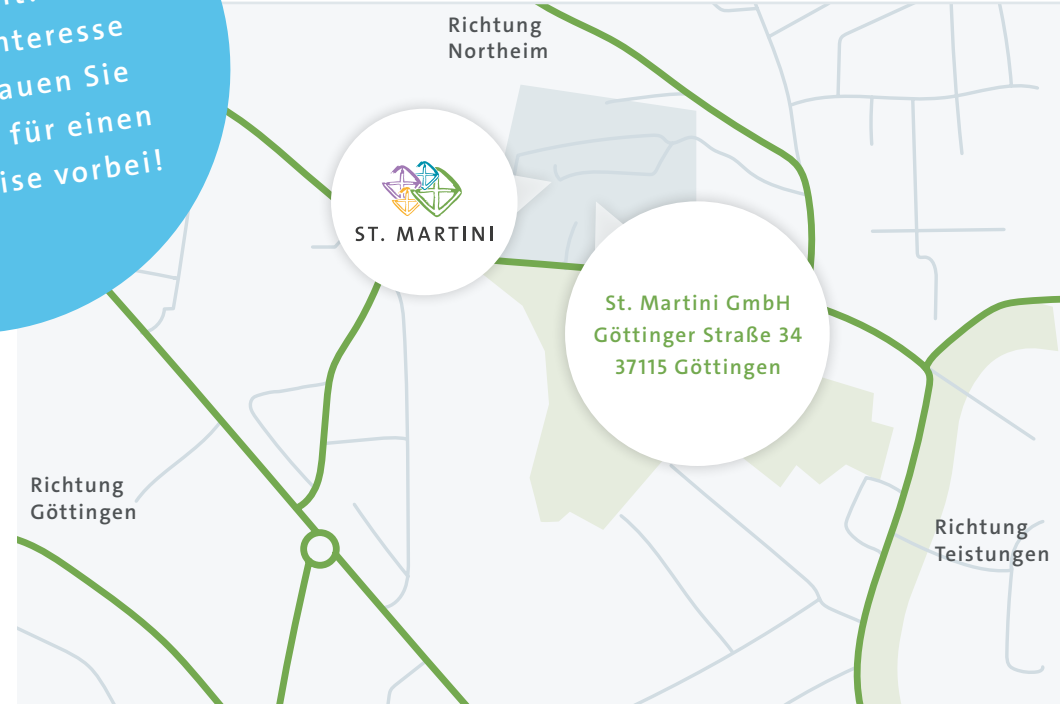 nteresse
auen Sie
für einen
ise vorbei!
Richtung
Northeim
ST. MARTINI
St. Martini GmbH
Göttinger Straße 34
37115 Göttingen
Richtung
Göttingen
Richtung
Teistungen